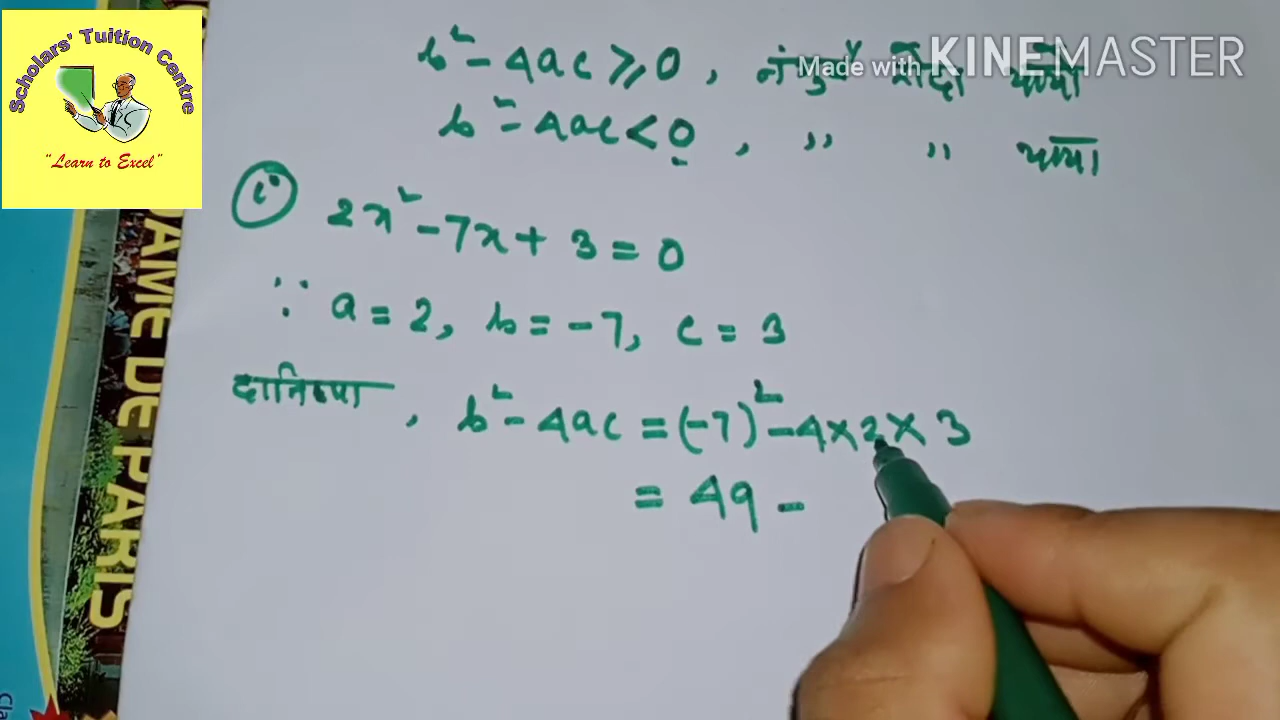 Scholars' Tuition Centre
"Learn to Excel"
Made with KINEMASTER
b² - 4ac ⩾ 0,
b² - 4ac < 0, ,, ,,
(i) 2x² - 7x + 3 = 0
∵ a = 2, b = -7, c = 3
, b² - 4ac = (-7)² - 4 × 2 × 3
= 49 -
DAME DE PARIS